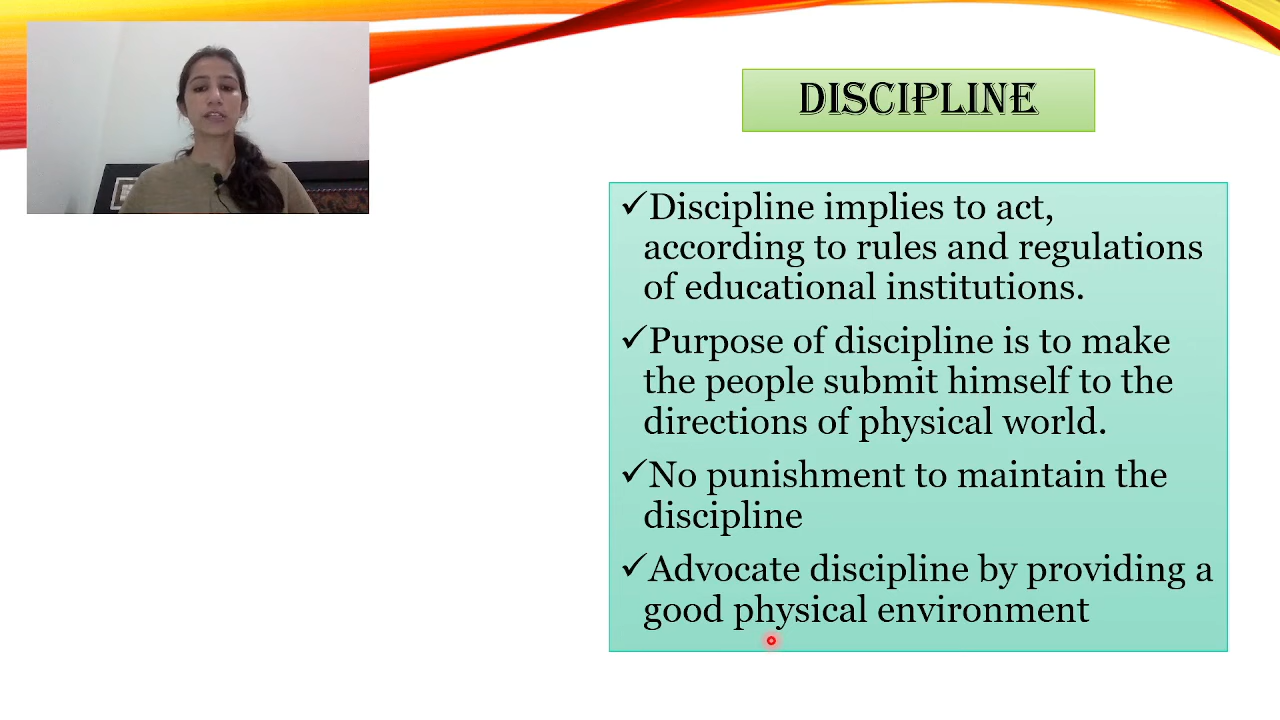 DISCIPLINE
✓Discipline implies to act,
according to rules and regulations
of educational institutions.
✓Purpose of discipline is to make
the people submit himself to the
directions of physical world.
✓No punishment to maintain the
discipline
✓Advocate discipline by providing a
good physical environment